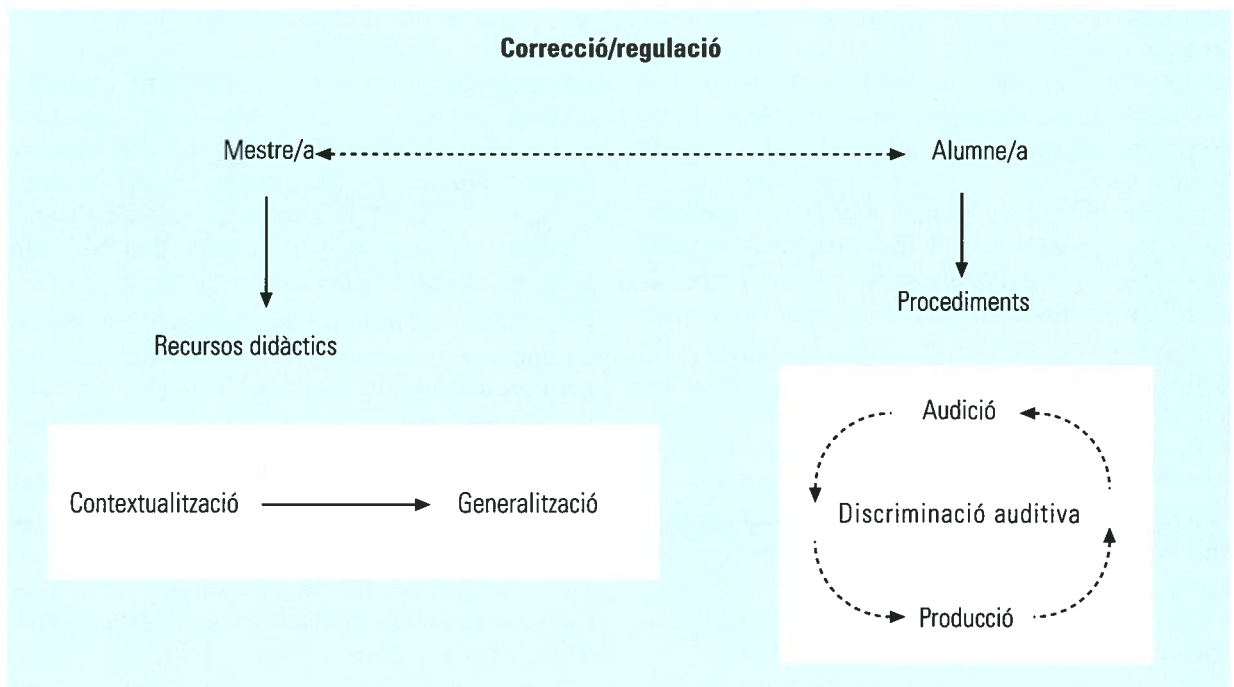 Correcció/regulació
Mestre/a
Alumne/a
Procediments
Recursos didàctics
Audició
Contextualització
Generalització
Discriminació auditiva
Producció